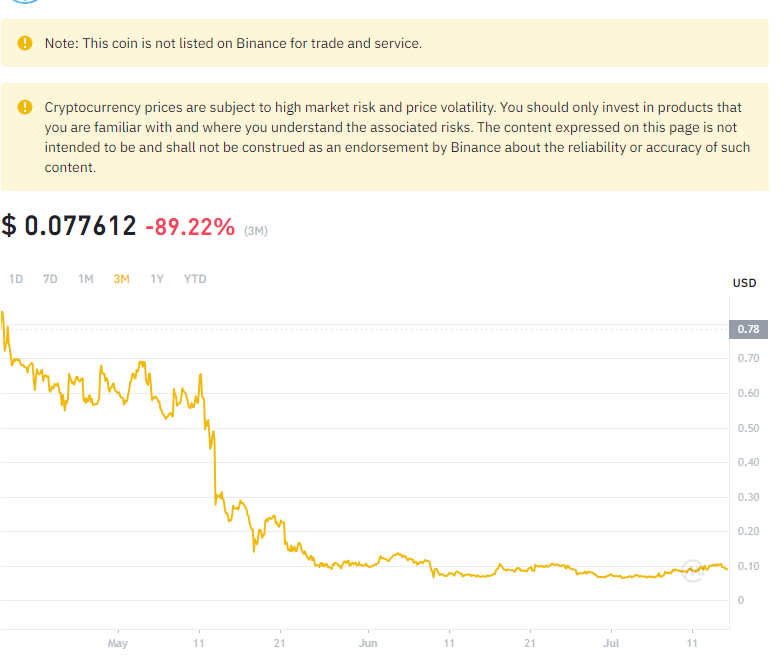 Note: This coin is not listed on Binance for trade and service.
Cryptocurrency prices are subject to high market risk and price volatility. You should only invest in products that
you are familiar with and where you understand the associated risks. The content expressed on this page is not
intended to be and shall not be construed as an endorsement by Binance about the reliability or accuracy of such
content.
$ 0.077612 -89.22% (3M)
1D 7D 1M 3M 1Y YTD
USD
0.78
0.70
0.60
0.50
0.40
0.30
0.20
0.10
0
May 11 21 Jun 11 21 Jul 11